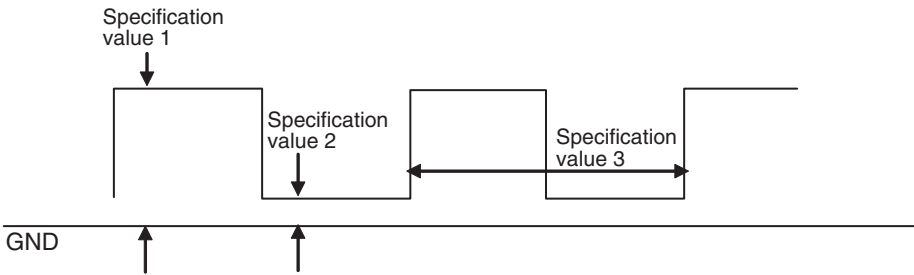 Specification
value 1
Specification
value 2
Specification
value 3
GND